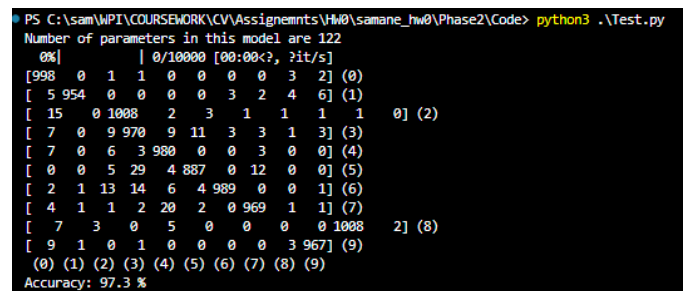 PS C:\sam\WPI\COURSEWORK\CV\Assignemnts\HW0\samane_hw0\Phase2\Code> python3 .\Test.py
Number of parameters in this model are 122
  0%|          | 0/10000 [00:00<?, ?it/s]
[998   0   1   1   0   0   0   0   3   2] (0)
[  5 954   0   0   0   0   3   2   4   6] (1)
[  15    0 1008    2    3    1    1    1    1    0] (2)
[  7   0   9 970   9  11   3   3   1   3] (3)
[  7   0   6   3 980   0   0   3   0   0] (4)
[  0   0   5  29   4 887   0  12   0   0] (5)
[  2   1  13  14   6   4 989   0   0   1] (6)
[  4   1   1   2  20   2   0 969   1   1] (7)
[   7    3    0    5    0    0    0    0 1008    2] (8)
[  9   1   0   1   0   0   0   0   3 967] (9)
 (0) (1) (2) (3) (4) (5) (6) (7) (8) (9)
Accuracy: 97.3 %